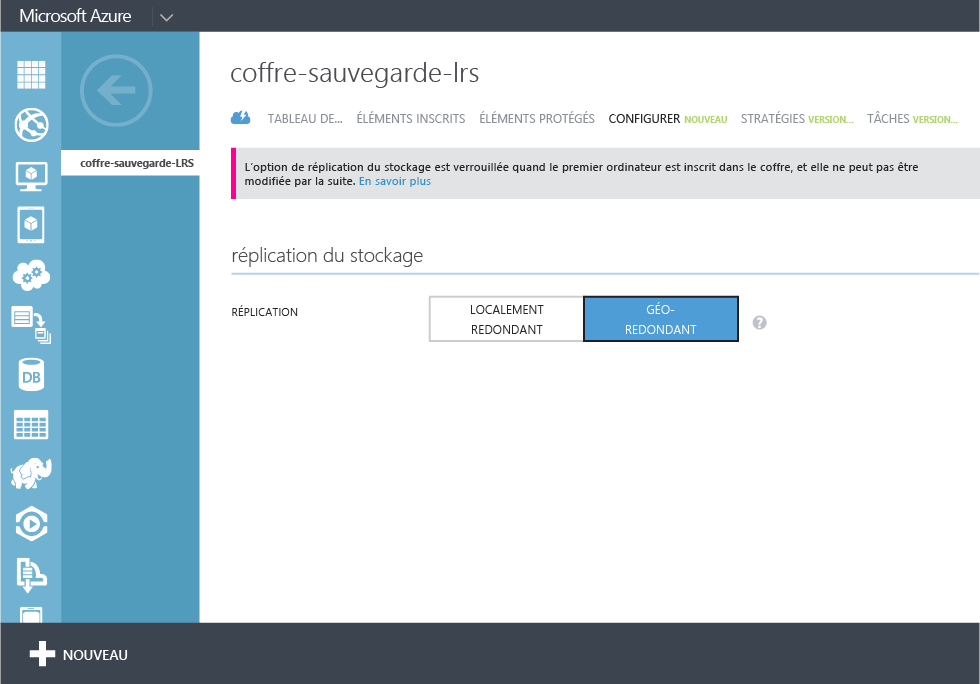 Microsoft Azure
coffre-sauvegarde-LRS
coffre-sauvegarde-lrs
TABLEAU DE... ÉLÉMENTS INSCRITS ÉLÉMENTS PROTÉGÉS CONFIGURER NOUVEAU STRATÉGIES VERSION... TÂCHES VERSION...
L'option de réplication du stockage est verrouillée quand le premier ordinateur est inscrit dans le coffre, et elle ne peut pas être
modifiée par la suite. En savoir plus
réplication du stockage
RÉPLICATION
LOCALEMENT
REDONDANT
GÉO-
REDONDANT
?
DB
NOUVEAU